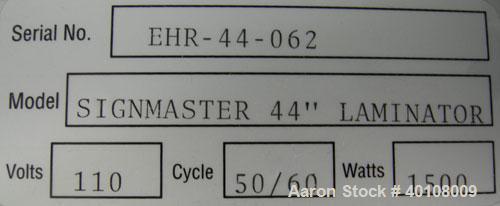 Serial No. EHR-44-062
Model SIGNMASTER 44" LAMINATOR
Volts 110 Cycle 50/60 Watts 1500
Aaron Stock # 40108009